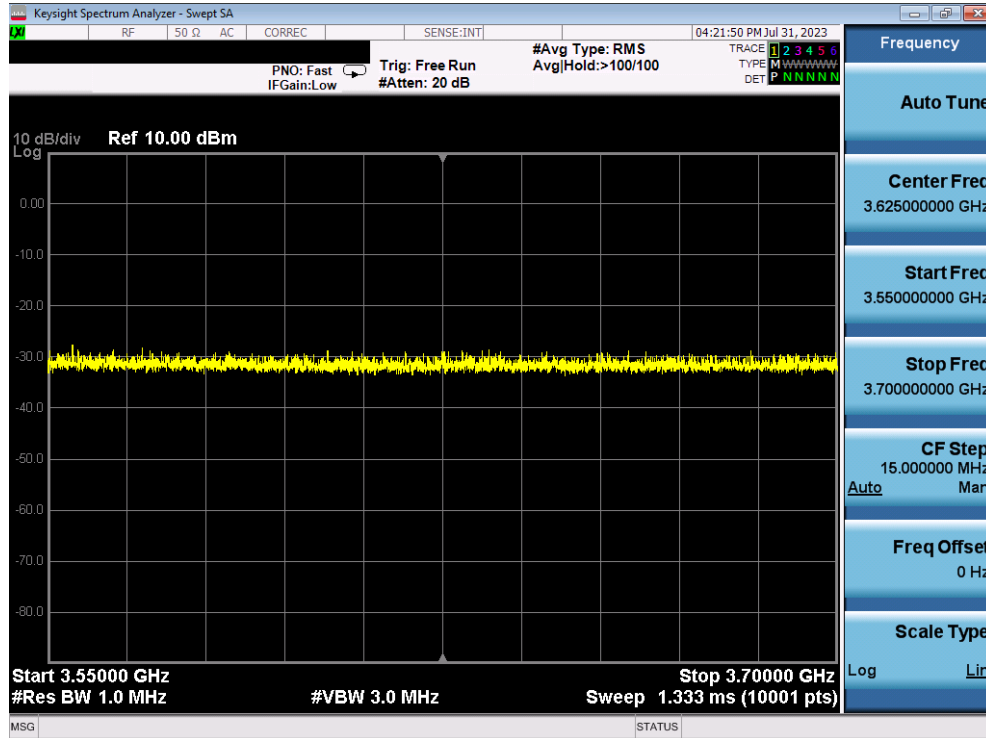 Keysight Spectrum Analyzer - Swept SA
LXI RF 50 Ω AC CORREC SENSE:INT 04:21:50 PM Jul 31, 2023
PNO: Fast
IFGain:Low
Trig: Free Run
#Atten: 20 dB
#Avg Type: RMS
Avg|Hold:>100/100
TRACE 1 2 3 4 5 6
TYPE M WWWWW
DET P N N N N N
10 dB/div Ref 10.00 dBm
Log
0.00
-10.0
-20.0
-30.0
-40.0
-50.0
-60.0
-70.0
-80.0
Start 3.55000 GHz Stop 3.70000 GHz
#Res BW 1.0 MHz #VBW 3.0 MHz Sweep 1.333 ms (10001 pts)
MSG STATUS
Frequency
Auto Tune
Center Freq
3.625000000 GHz
Start Freq
3.550000000 GHz
Stop Freq
3.700000000 GHz
CF Step
15.000000 MHz
Auto Man
Freq Offset
0 Hz
Scale Type
Log Lin